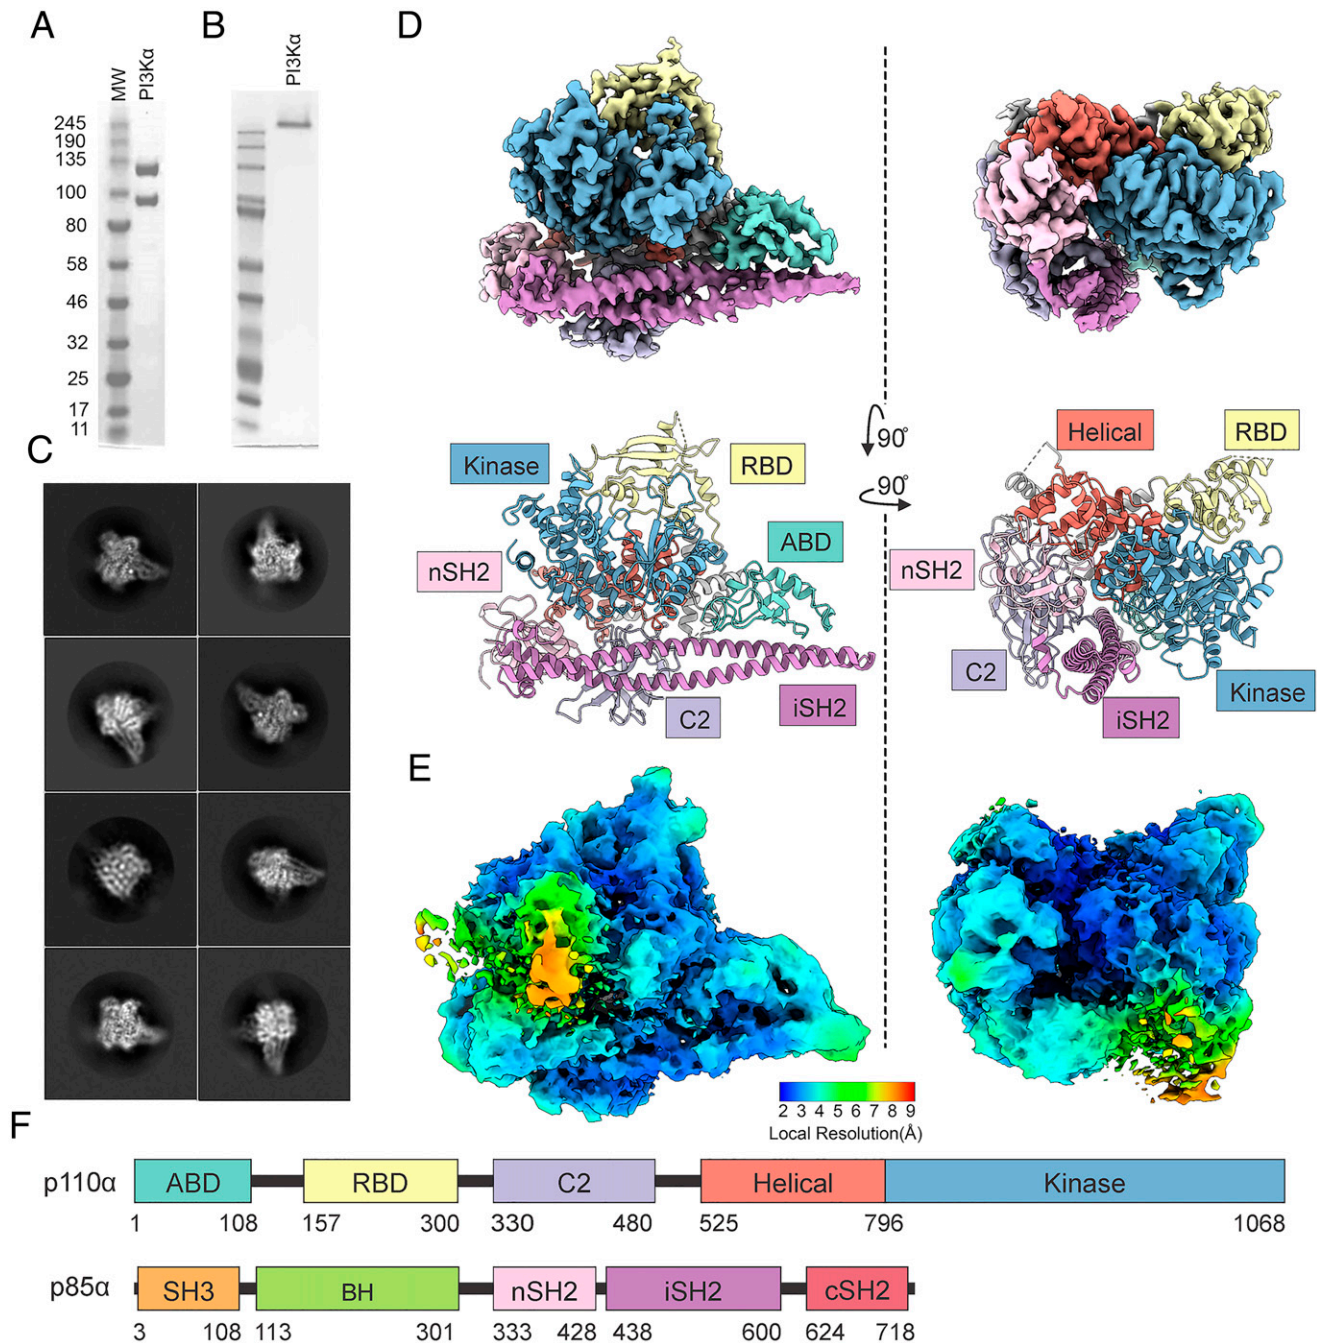 A
MW
PI3Kα
245
190
135
100
80
58
46
32
25
17
11
B
PI3Kα
C
D
90°
90°
Kinase
RBD
nSH2
ABD
C2
iSH2
Helical
RBD
nSH2
C2
iSH2
Kinase
E
2 3 4 5 6 7 8 9
Local Resolution(Å)
F
p110α
ABD RBD C2 Helical Kinase
1 108 157 300 330 480 525 796 1068
p85α
SH3 BH nSH2 iSH2 cSH2
3 108 113 301 333 428 438 600 624 718